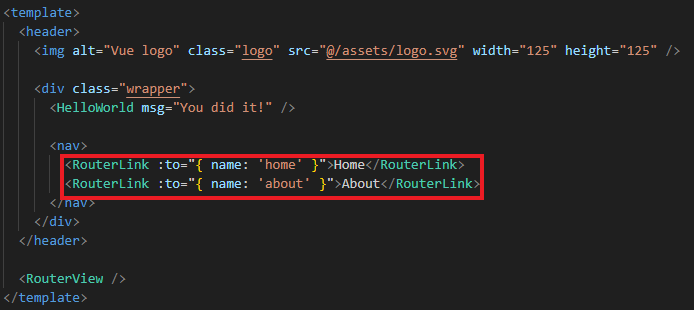 <template>
  <header>
    <img alt="Vue logo" class="logo" src="@/assets/logo.svg" width="125" height="125" />

    <div class="wrapper">
      <HelloWorld msg="You did it!" />

      <nav>
        <RouterLink :to="{ name: 'home' }">Home</RouterLink>
        <RouterLink :to="{ name: 'about' }">About</RouterLink>
      </nav>
    </div>
  </header>

  <RouterView />
</template>